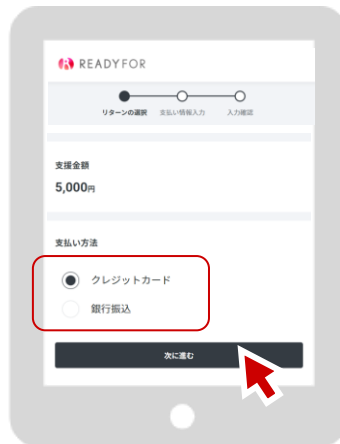 READYFOR
リターンの選択 支払い情報入力 入力確認
支援金額
5,000円
支払い方法
クレジットカード
銀行振込
次に進む